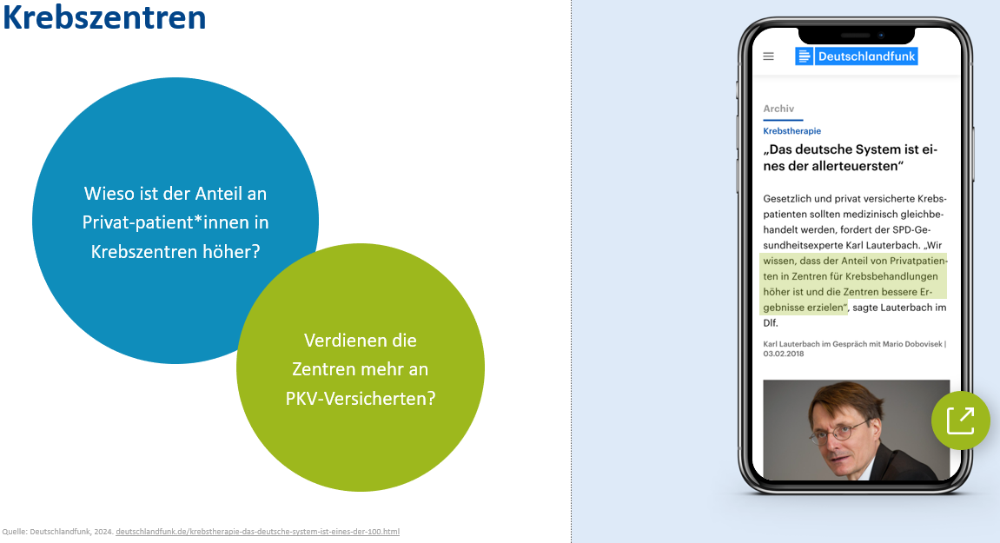 Krebszentren
Wieso ist der Anteil an
Privat-patient*innen in
Krebszentren höher?
Verdienen die
Zentren mehr an
PKV-Versicherten?
Deutschlandfunk
Archiv
Krebstherapie
„Das deutsche System ist ei-
nes der allerteuersten“
Gesetzlich und privat versicherte Krebs-
patienten sollten medizinisch gleichbe-
handelt werden, fordert der SPD-Ge-
sundheitsexperte Karl Lauterbach. „Wir
wissen, dass der Anteil von Privatpatien-
ten in Zentren für Krebsbehandlungen
höher ist und die Zentren bessere Er-
gebnisse erzielen“, sagte Lauterbach im
Dlf.
Karl Lauterbach im Gespräch mit Mario Dobovisek |
03.02.2018
Quelle: Deutschlandfunk, 2024. deutschlandfunk.de/krebstherapie-das-deutsche-system-ist-eines-der-100.html